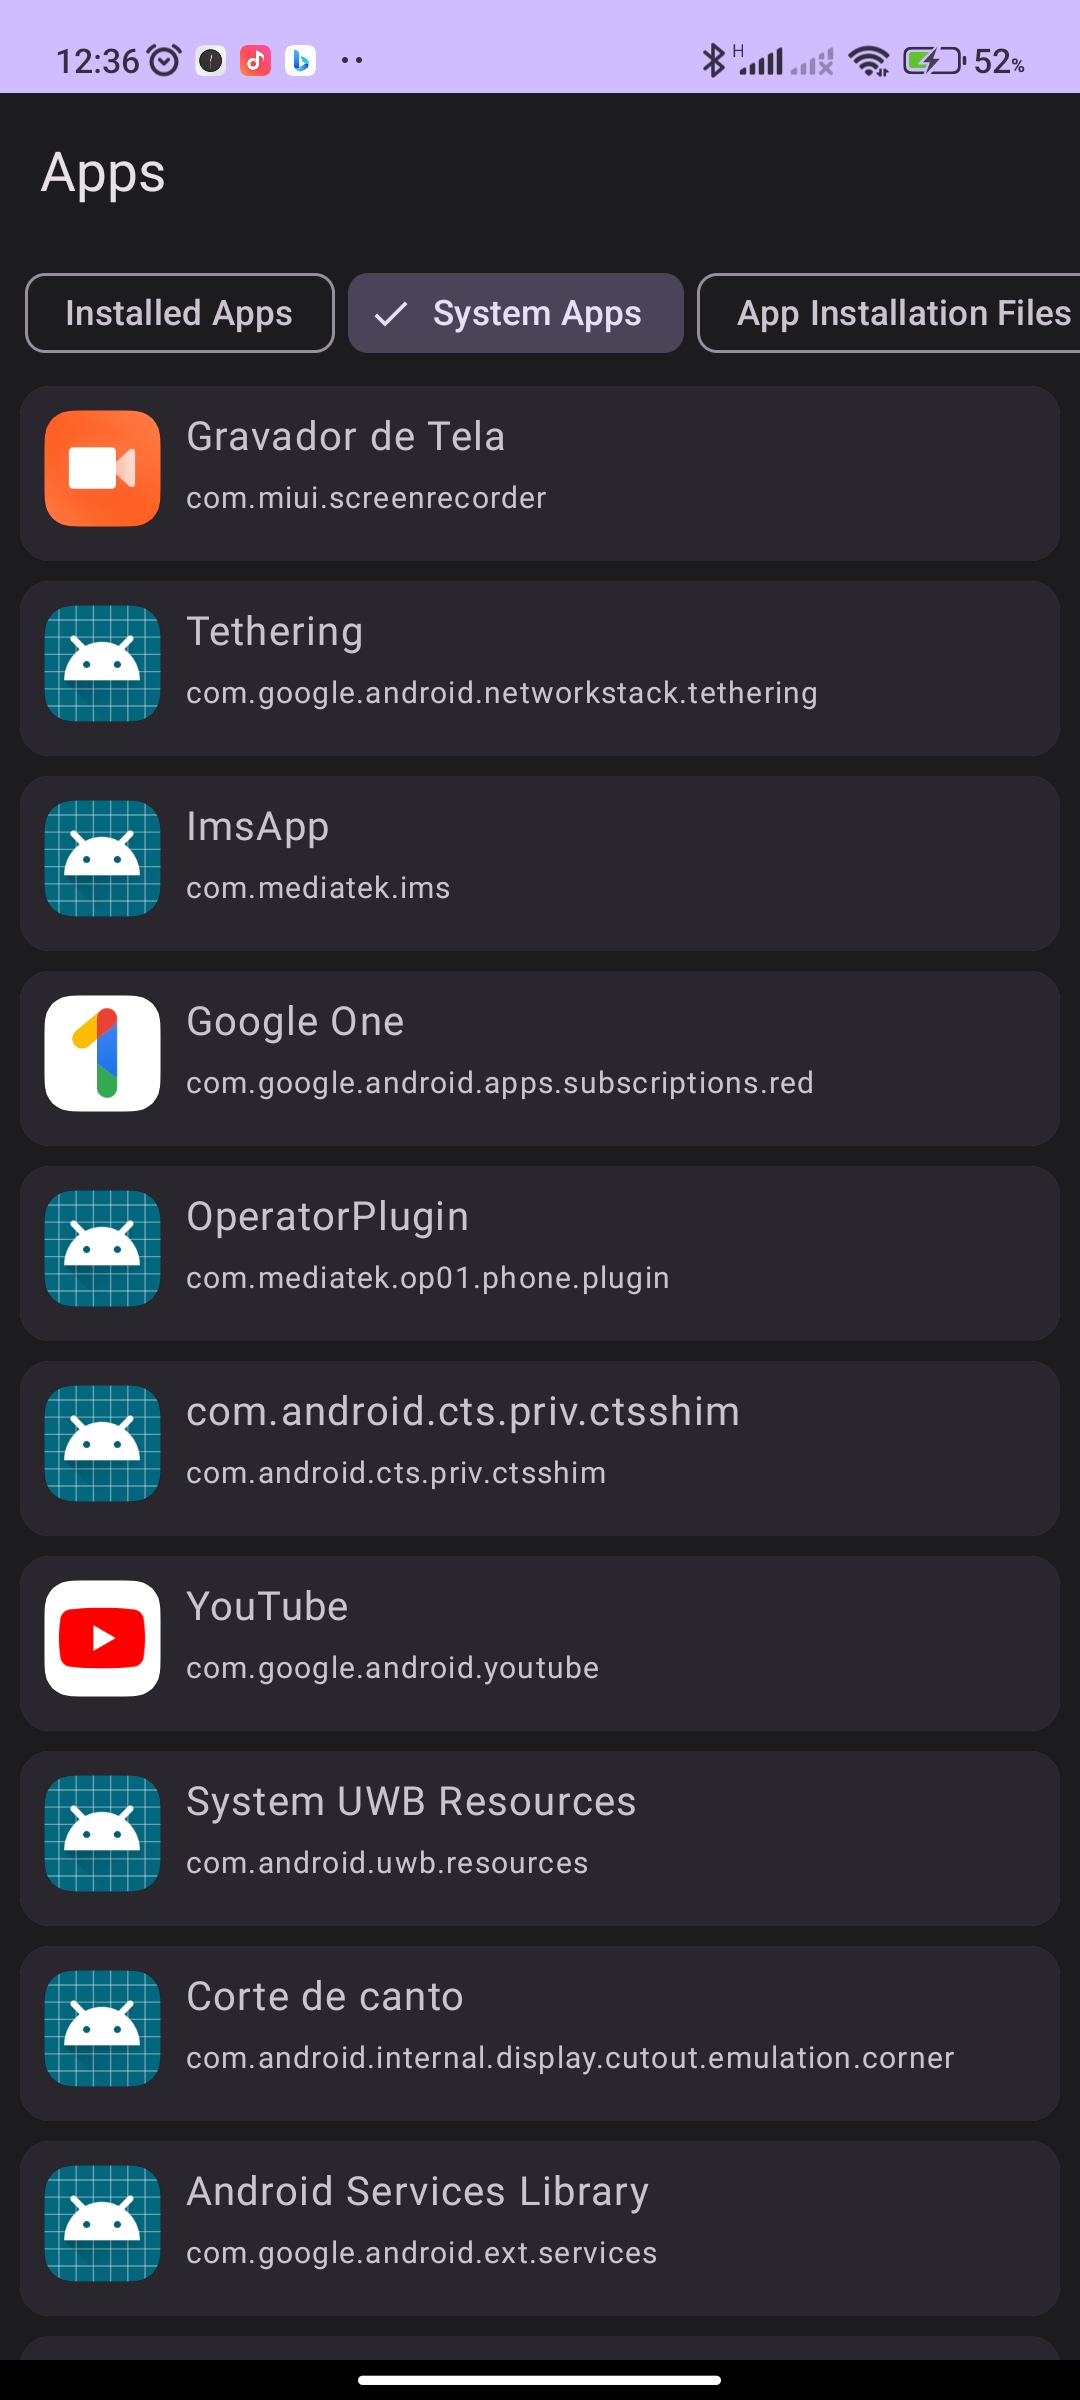 12:36 H 52%
Apps
Installed Apps System Apps App Installation Files
Gravador de Tela
com.miui.screenrecorder
Tethering
com.google.android.networkstack.tethering
ImsApp
com.mediatek.ims
Google One
com.google.android.apps.subscriptions.red
OperatorPlugin
com.mediatek.op01.phone.plugin
com.android.cts.priv.ctsshim
com.android.cts.priv.ctsshim
YouTube
com.google.android.youtube
System UWB Resources
com.android.uwb.resources
Corte de canto
com.android.internal.display.cutout.emulation.corner
Android Services Library
com.google.android.ext.services